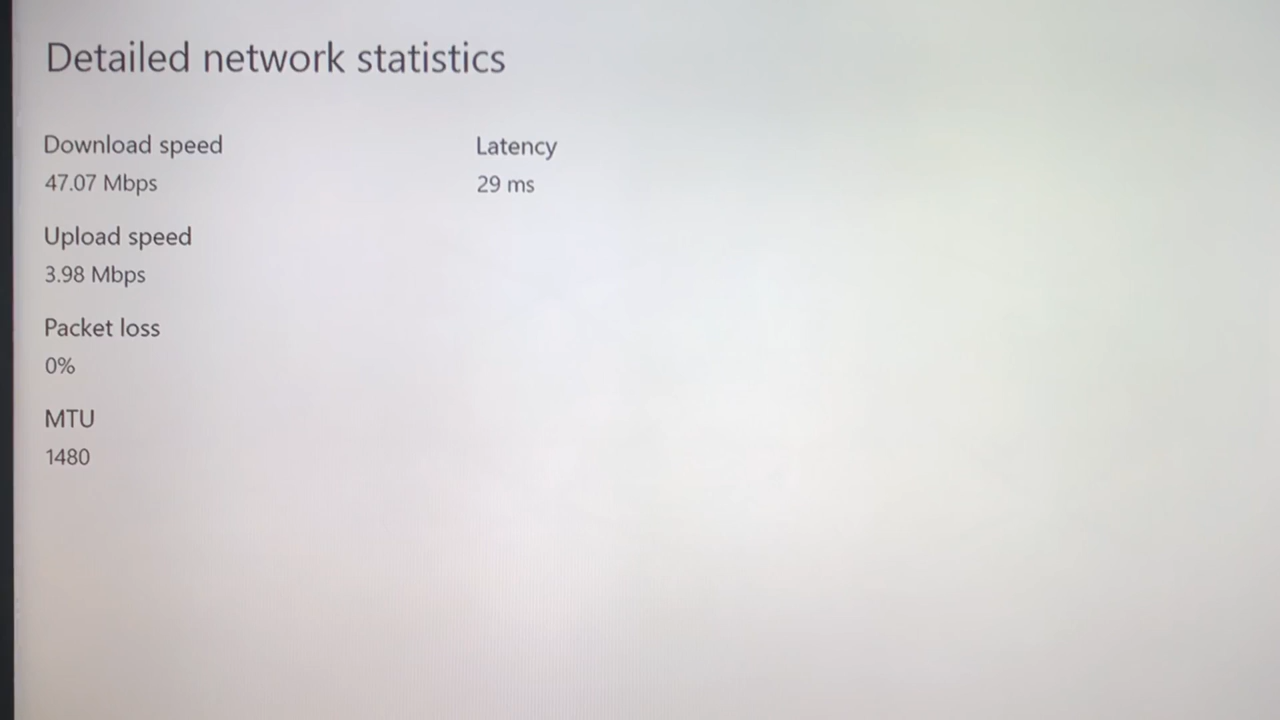 Detailed network statistics
Download speed
47.07 Mbps
Upload speed
3.98 Mbps
Packet loss
0%
MTU
1480
Latency
29 ms